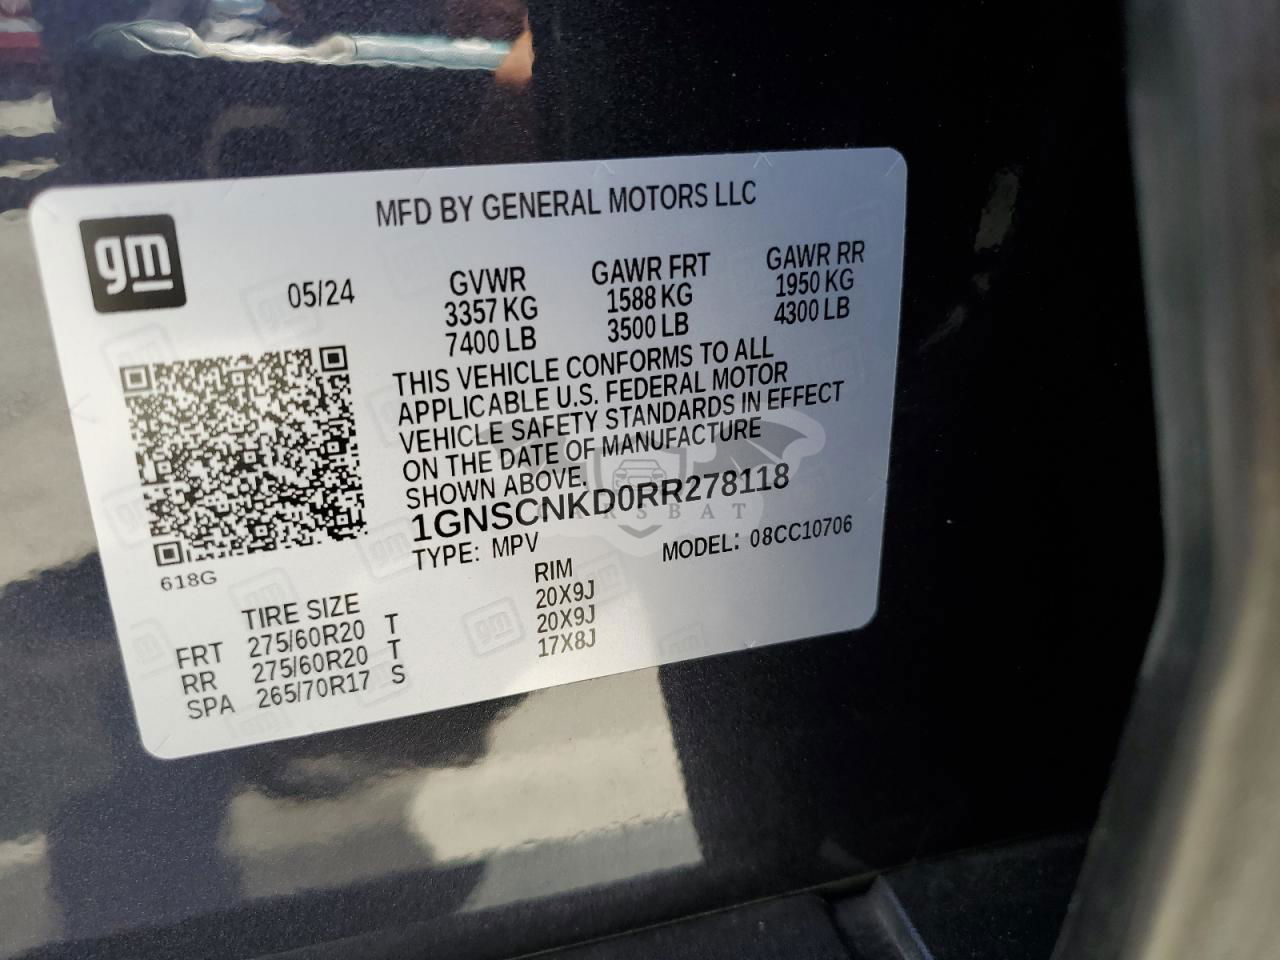 MFD BY GENERAL MOTORS LLC
gm
05/24
GVWR
3357 KG
7400 LB
GAWR FRT
1588 KG
3500 LB
GAWR RR
1950 KG
4300 LB
THIS VEHICLE CONFORMS TO ALL
APPLICABLE U.S. FEDERAL MOTOR
VEHICLE SAFETY STANDARDS IN EFFECT
ON THE DATE OF MANUFACTURE
SHOWN ABOVE.
1GNSCNKD0RR278118
CARSBAT
TYPE: MPV
MODEL: 08CC10706
618G
TIRE SIZE
RIM
FRT 275/60R20 T 20X9J
RR 275/60R20 T 20X9J
SPA 265/70R17 S 17X8J
gm